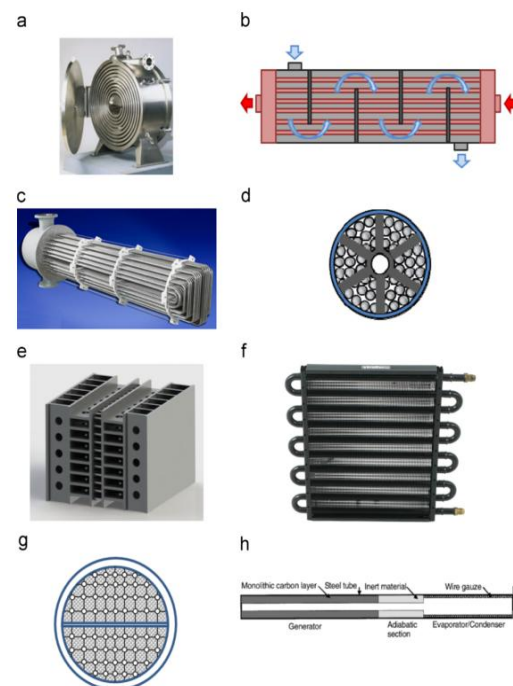 a
b
c
d
e
f
g
h
Monolithic carbon layer Steel tube Inert material Wire gauze
Generator Adiabatic section Evaporator/Condenser